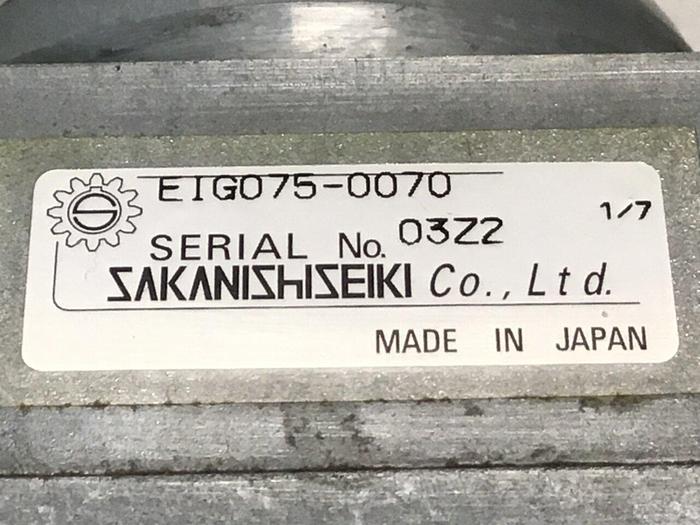 EIG075-0070
1/7
SERIAL No. 03Z2
SAKANISHISEIKI Co., Ltd.
MADE IN JAPAN